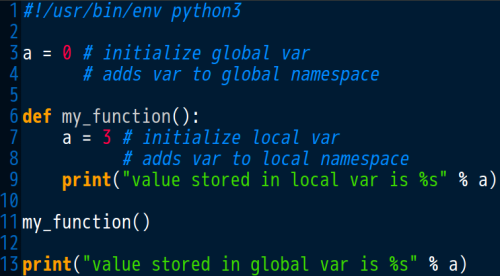 1 #!/usr/bin/env python3
2
3 a = 0 # initialize global var
4       # adds var to global namespace
5
6 def my_function():
7     a = 3 # initialize local var
8           # adds var to local namespace
9     print("value stored in local var is %s" % a)
10
11 my_function()
12
13 print("value stored in global var is %s" % a)